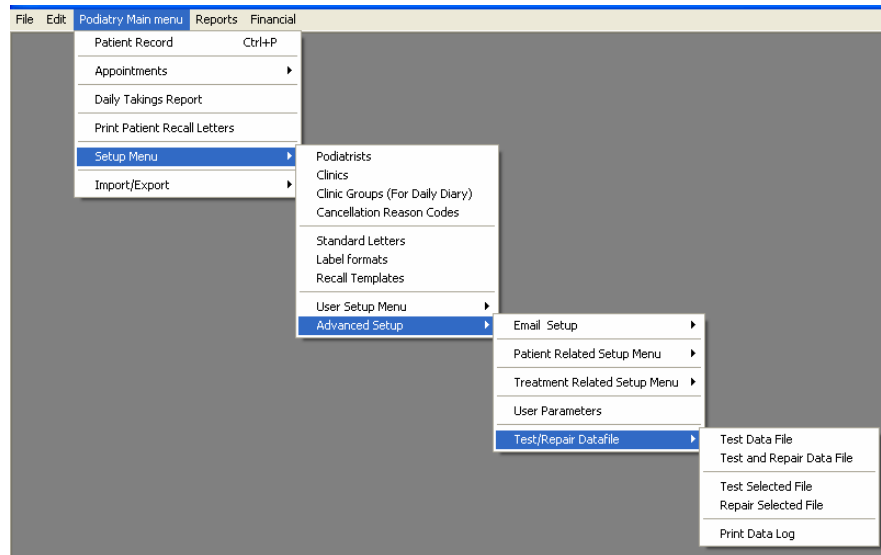 File Edit Podiatry Main menu Reports Financial
Patient Record Ctrl+P
Appointments
Daily Takings Report
Print Patient Recall Letters
Setup Menu
Import/Export
Podiatrists
Clinics
Clinic Groups (For Daily Diary)
Cancellation Reason Codes
Standard Letters
Label formats
Recall Templates
User Setup Menu
Advanced Setup
Email Setup
Patient Related Setup Menu
Treatment Related Setup Menu
User Parameters
Test/Repair Datafile
Test Data File
Test and Repair Data File
Test Selected File
Repair Selected File
Print Data Log